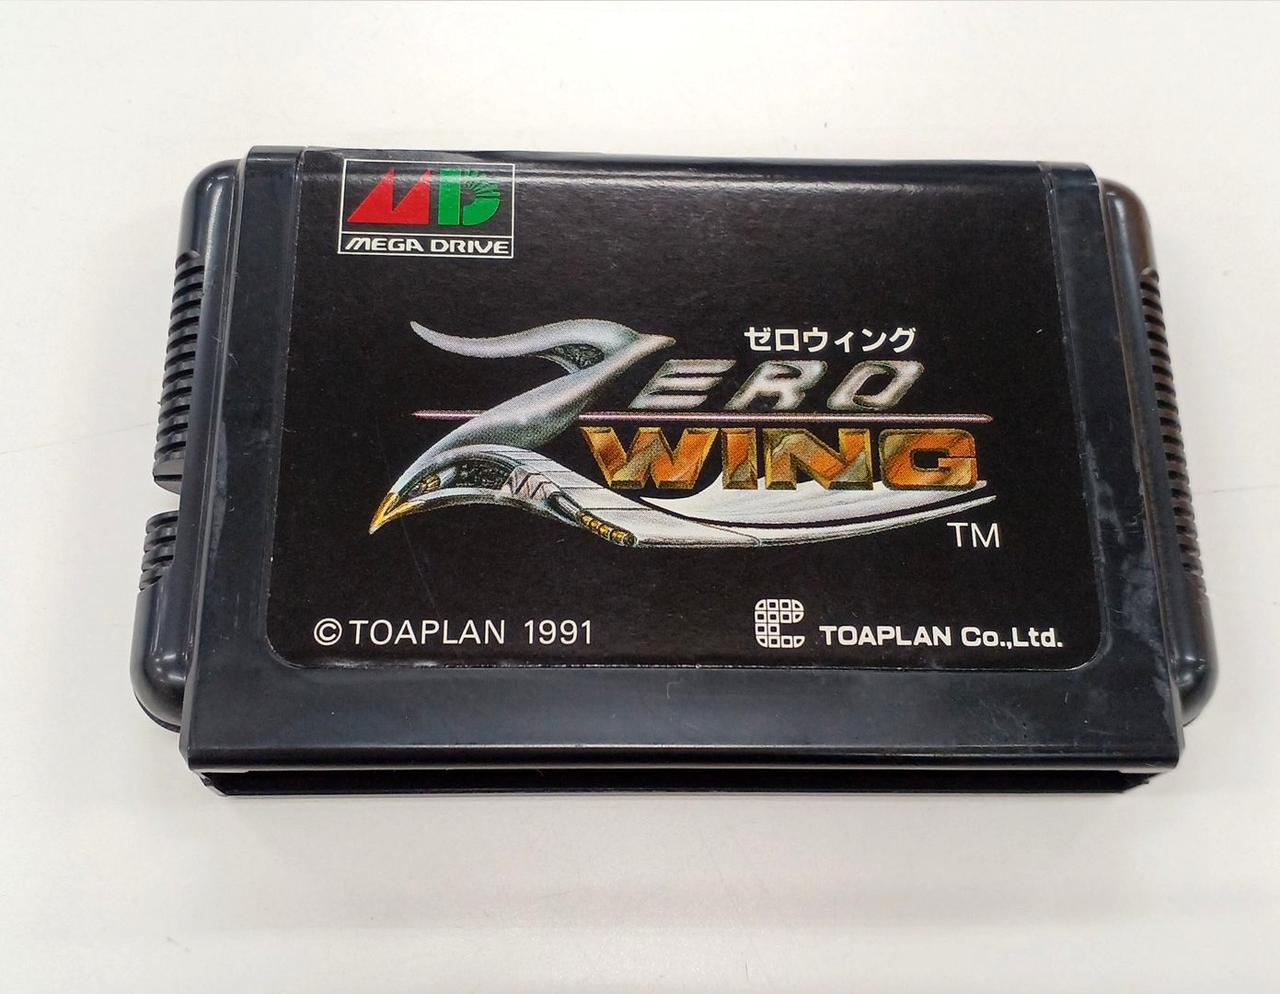 MD
MEGA DRIVE
ゼロウィング
ZERO
WING
TM
©TOAPLAN 1991
TOAPLAN Co.,Ltd.